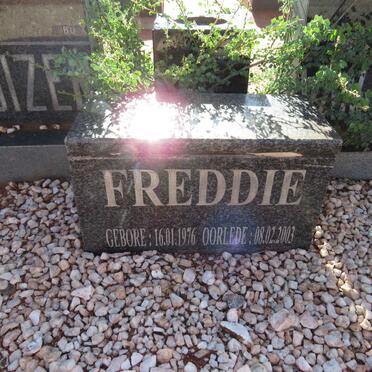 FREDDIE
GEBORE : 16.01.1976 OORLEDE : 08.02.2003